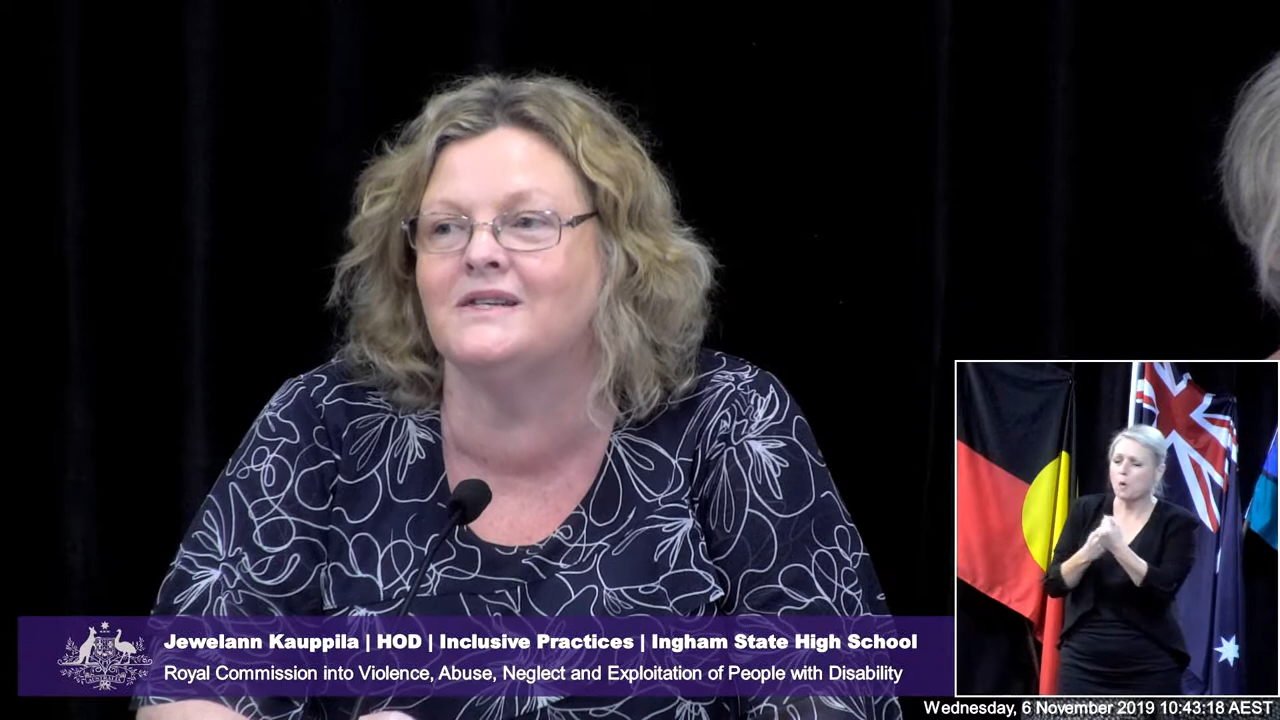 Jewelann Kauppila | HOD | Inclusive Practices | Ingham State High School
Royal Commission into Violence, Abuse, Neglect and Exploitation of People with Disability
Wednesday, 6 November 2019 10:43:18 AEST